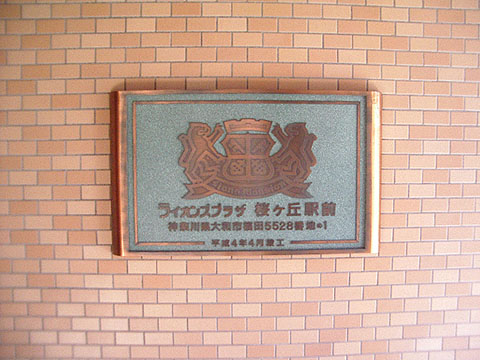 ライオンズプラザ 桜ヶ丘駅前
神奈川県大和市福田5528番地の1
平成4年4月竣工